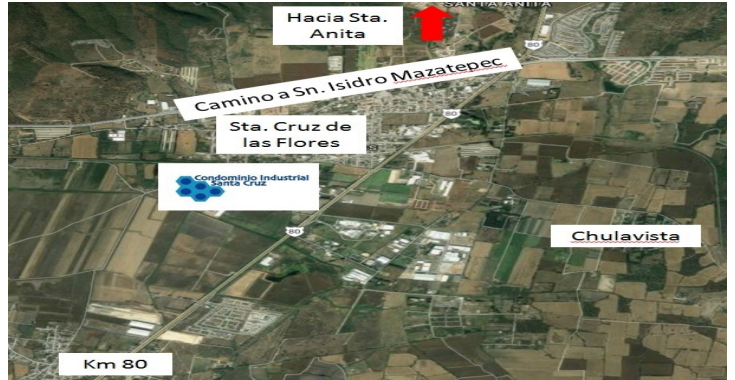 SANTA ANITA
Hacia Sta.
Anita
80
Camino a Sn. Isidro Mazatepec
80
Sta. Cruz de
las Flores
Condominio Industrial
Santa Cruz
80
Chulavista
Km 80